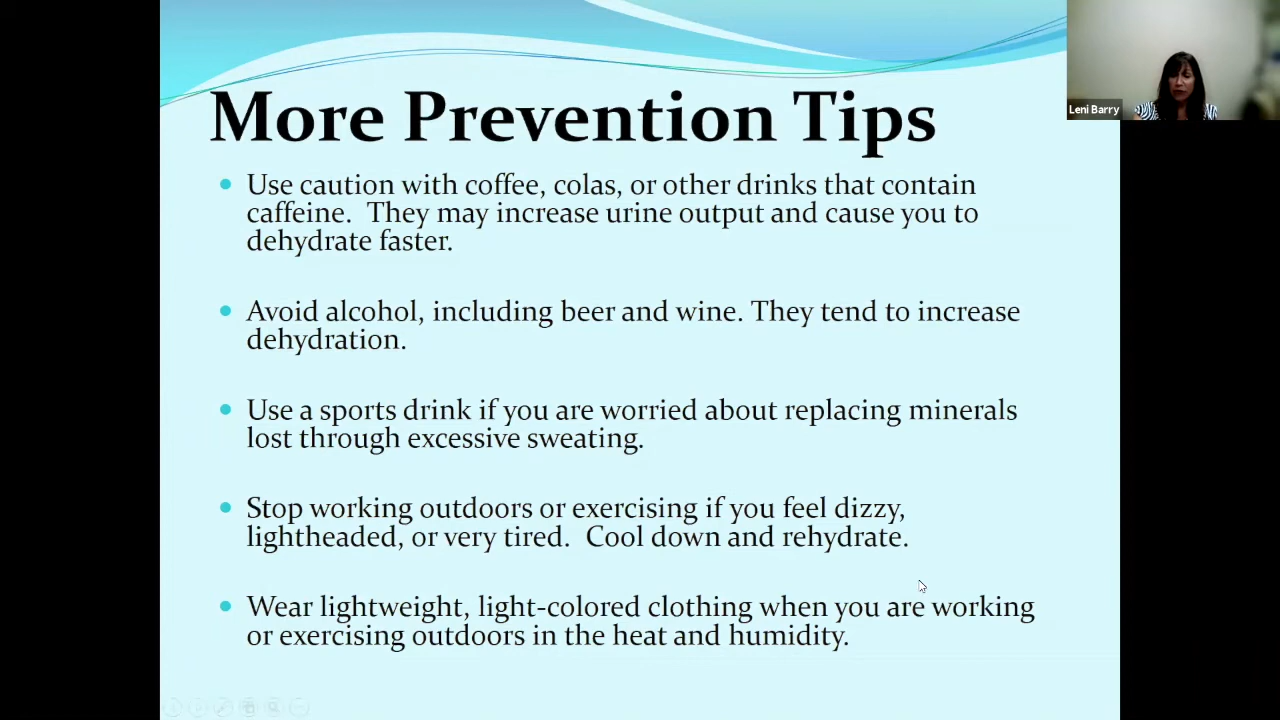 More Prevention Tips
Leni Barry
• Use caution with coffee, colas, or other drinks that contain
caffeine.  They may increase urine output and cause you to
dehydrate faster.
• Avoid alcohol, including beer and wine. They tend to increase
dehydration.
• Use a sports drink if you are worried about replacing minerals
lost through excessive sweating.
• Stop working outdoors or exercising if you feel dizzy,
lightheaded, or very tired.  Cool down and rehydrate.
• Wear lightweight, light-colored clothing when you are working
or exercising outdoors in the heat and humidity.